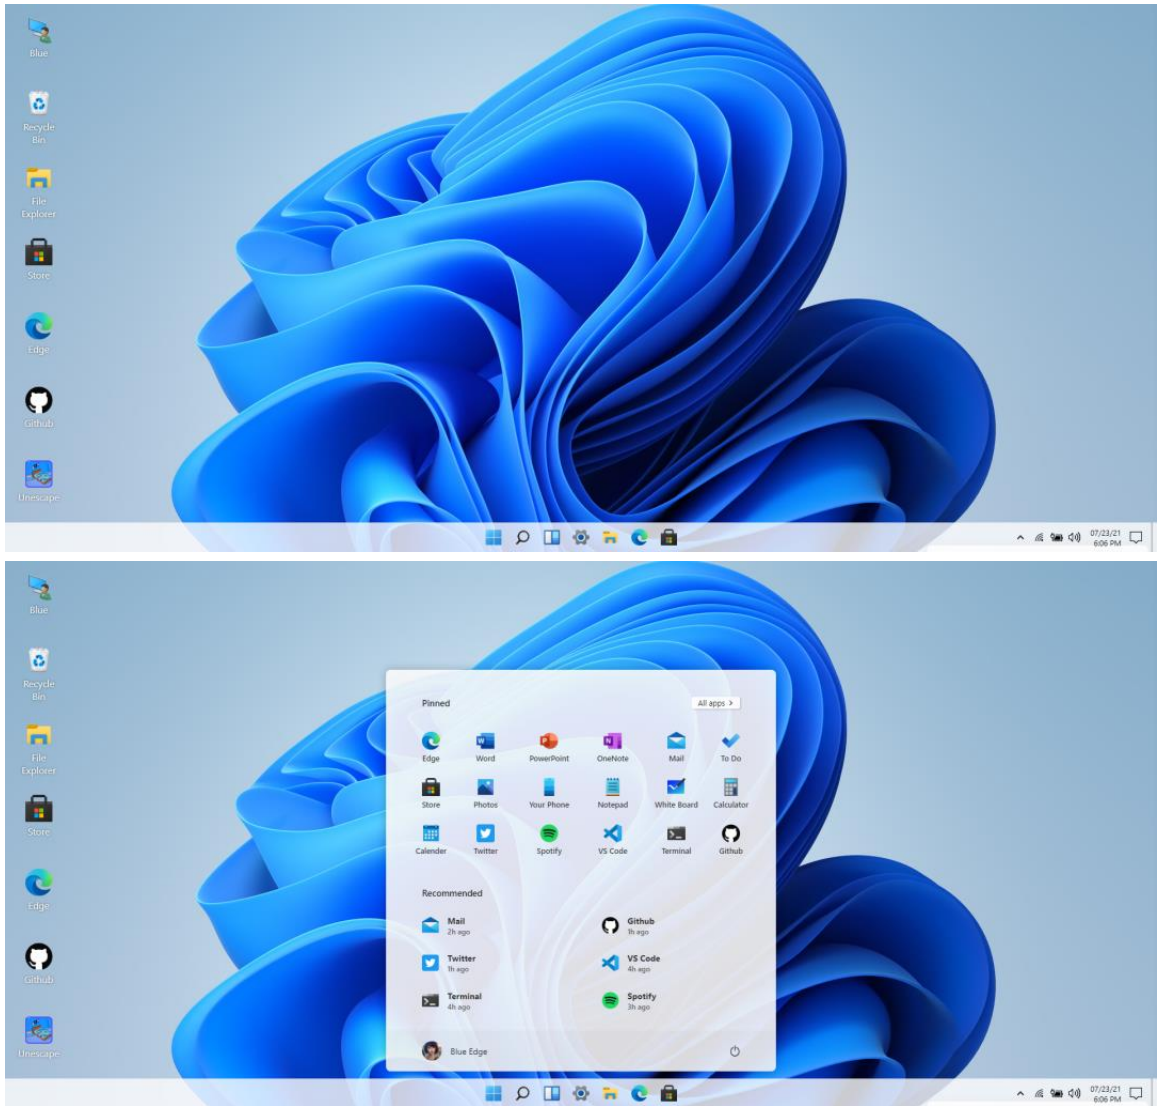 Blue
Recycle
Bin
File
Explorer
Store
Edge
Github
Unescape
07/23/21
6:06 PM
Blue
Recycle
Bin
File
Explorer
Store
Edge
Github
Unescape
Pinned
All apps >
Edge Word PowerPoint OneNote Mail To Do
Store Photos Your Phone Notepad White Board Calculator
Calender Twitter Spotify VS Code Terminal Github
Recommended
Mail
2h ago
Github
1h ago
Twitter
1h ago
VS Code
4h ago
Terminal
4h ago
Spotify
3h ago
Blue Edge
07/23/21
6:06 PM